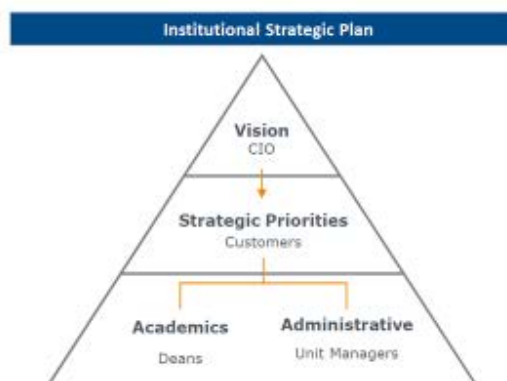 Institutional Strategic Plan
Vision
CIO
Strategic Priorities
Customers
Academics
Deans
Administrative
Unit Managers